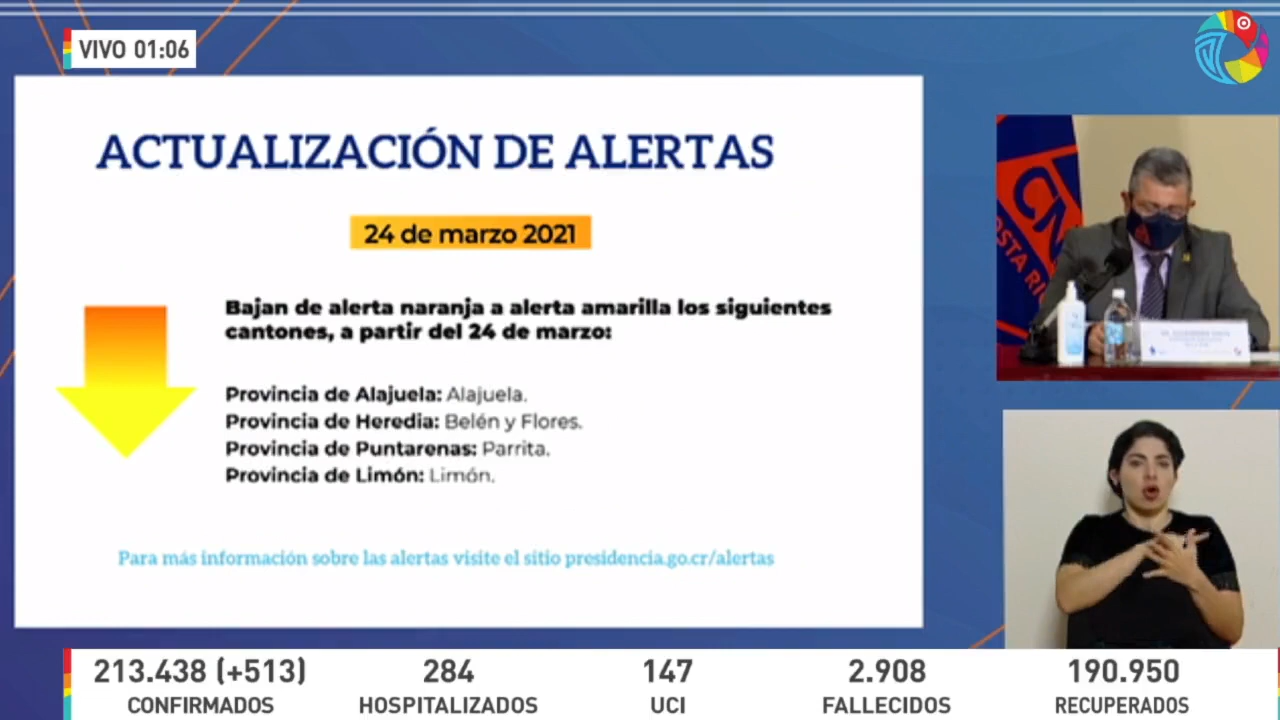 VIVO 01:06
ACTUALIZACIÓN DE ALERTAS
24 de marzo 2021
Bajan de alerta naranja a alerta amarilla los siguientes
cantones, a partir del 24 de marzo:
Provincia de Alajuela: Alajuela.
Provincia de Heredia: Belén y Flores.
Provincia de Puntarenas: Parrita.
Provincia de Limón: Limón.
Para más información sobre las alertas visite el sitio presidencia.go.cr/alertas
CN
OSTA RI
213.438 (+513) 284 147 2.908 190.950
CONFIRMADOS HOSPITALIZADOS UCI FALLECIDOS RECUPERADOS